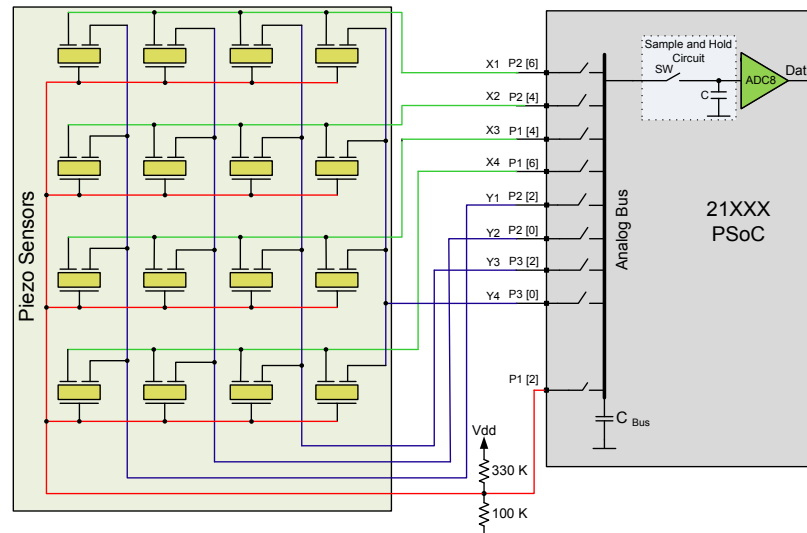 Piezo Sensors
X1 P2 [6]
X2 P2 [4]
X3 P1 [4]
X4 P1 [6]
Y1 P2 [2]
Y2 P2 [0]
Y3 P3 [2]
Y4 P3 [0]
P1 [2]
Vdd
330 K
100 K
Analog Bus
Sample and Hold
Circuit
SW
C
ADC8
Dat
21XXX
PSoC
C Bus